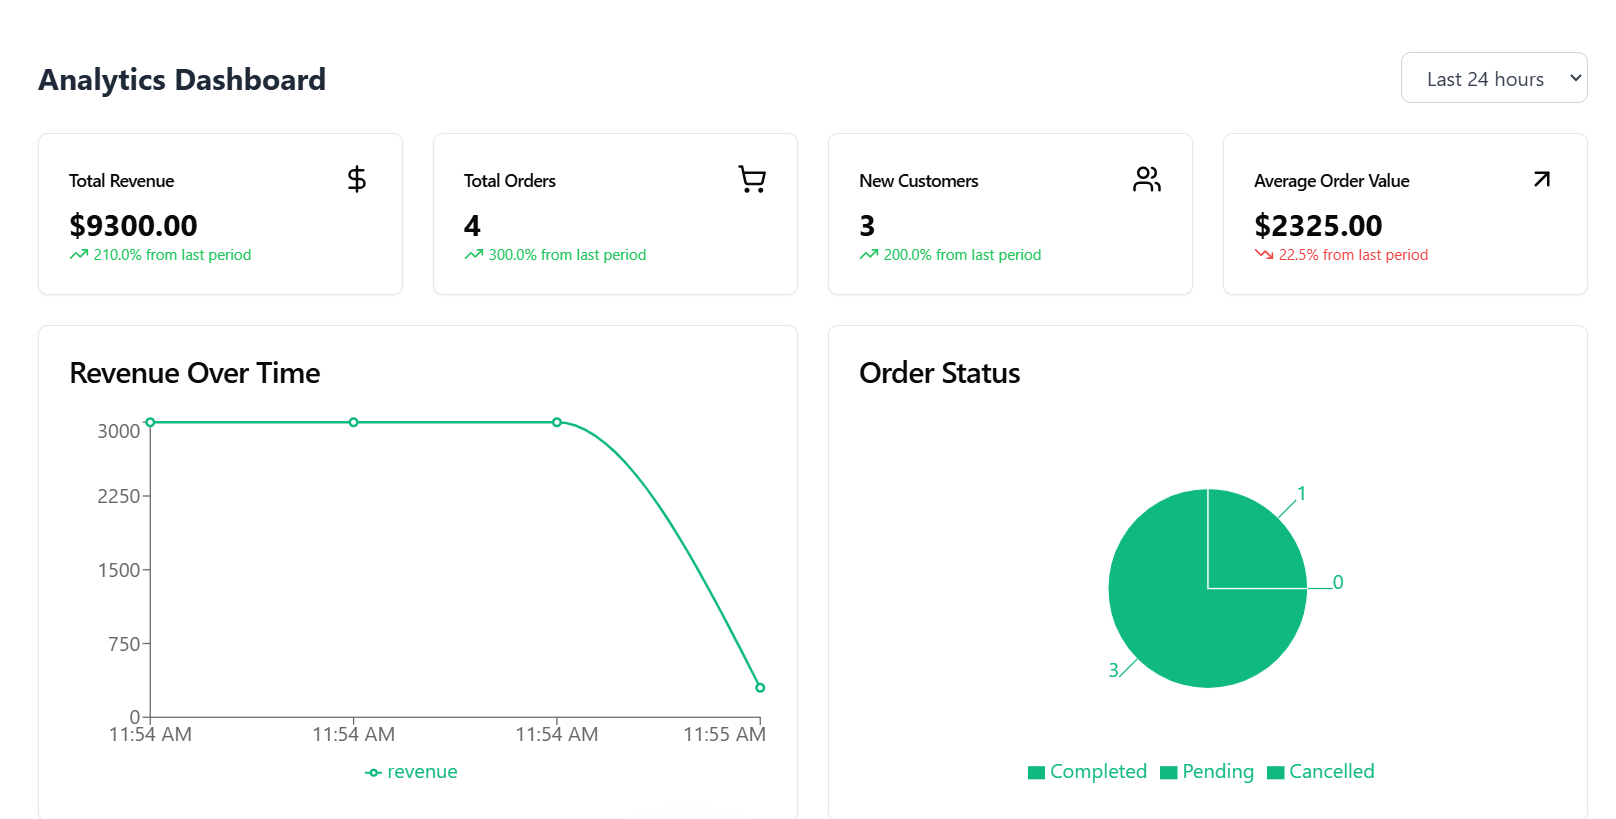 Analytics Dashboard
Last 24 hours
Total Revenue
$9300.00
210.0% from last period
Total Orders
4
300.0% from last period
New Customers
3
200.0% from last period
Average Order Value
$2325.00
22.5% from last period
Revenue Over Time
3000
2250
1500
750
0
11:54 AM 11:54 AM 11:54 AM 11:55 AM
revenue
Order Status
1
0
3
Completed Pending Cancelled